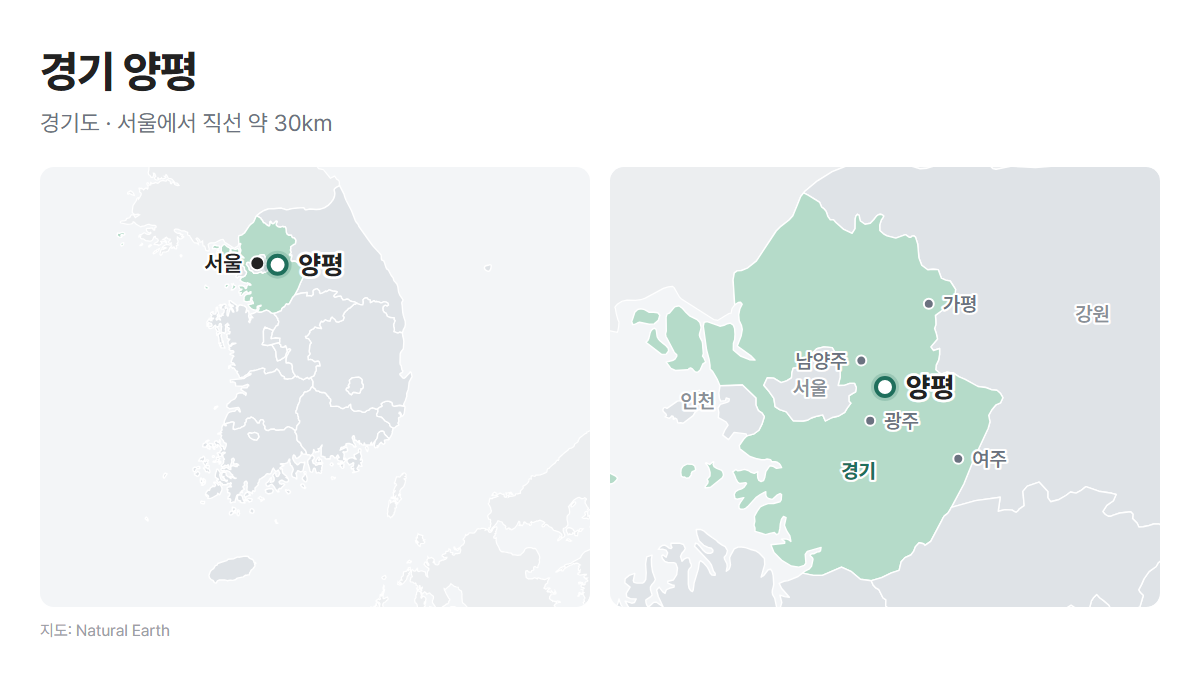 경기 양평
경기도 · 서울에서 직선 약 30km
서울
양평
가평
강원
남양주
서울
양평
인천
광주
여주
경기
지도: Natural Earth